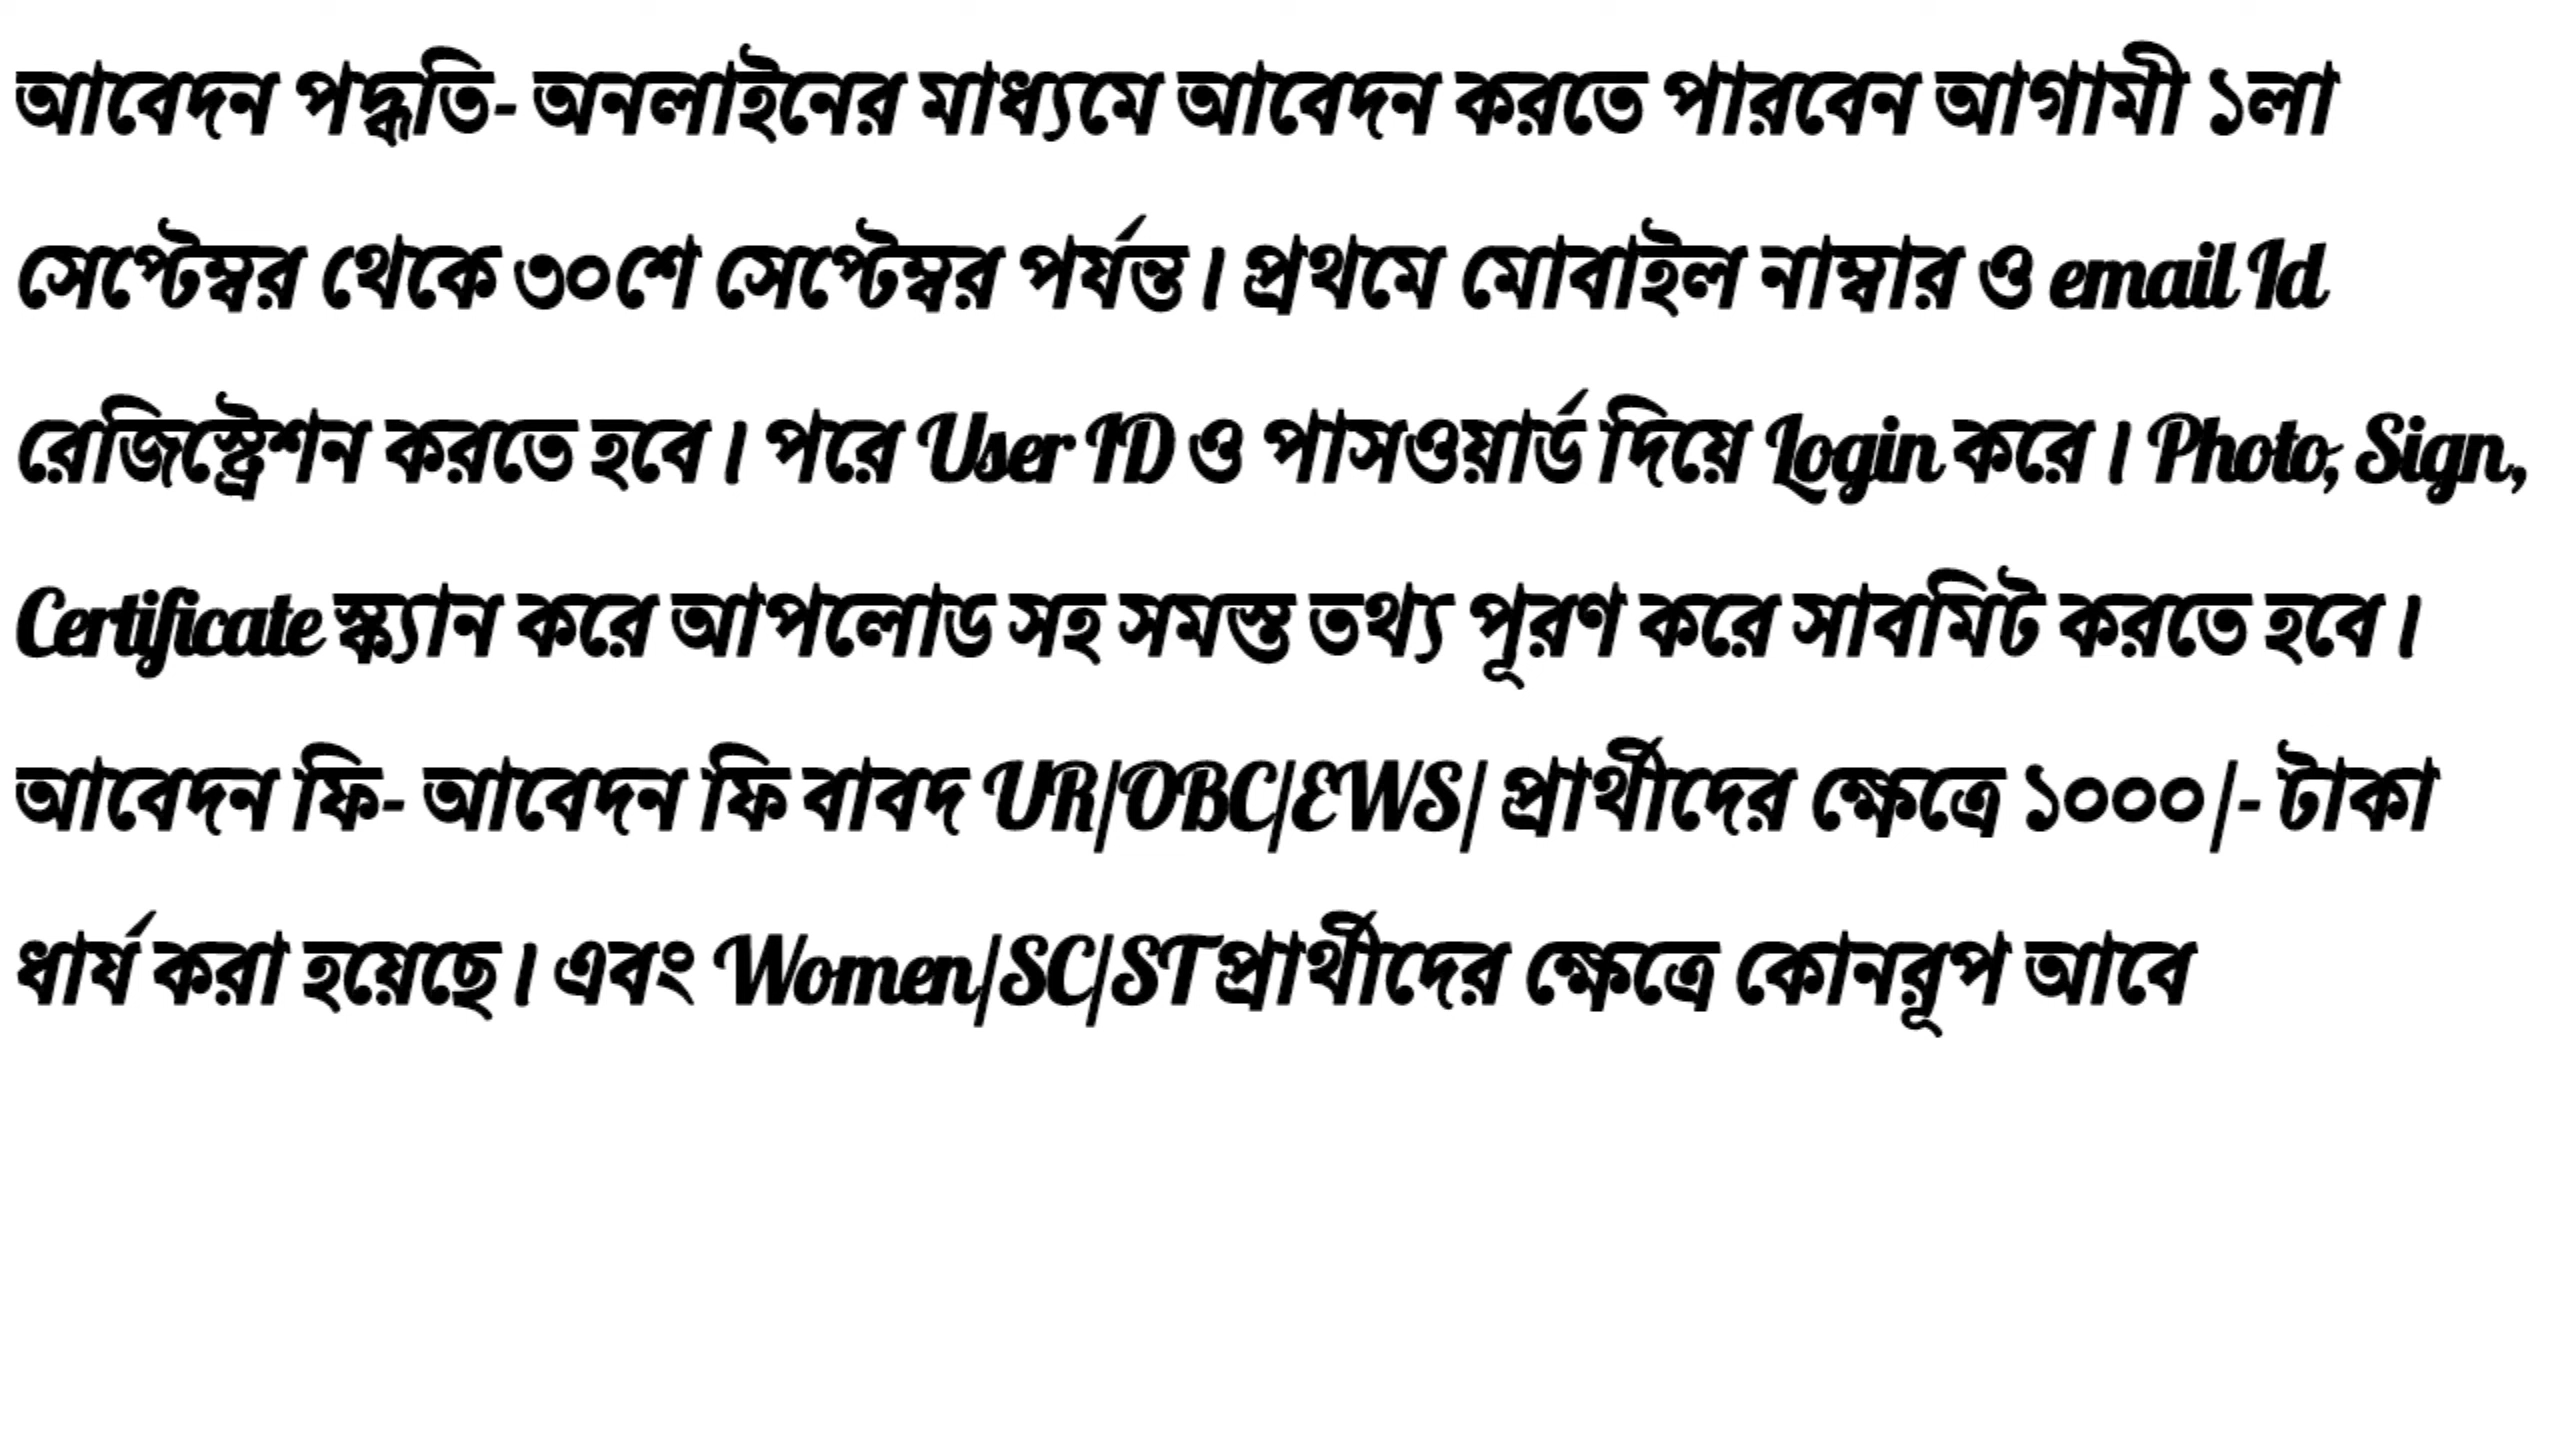 আবেদন পদ্ধতি- অনলাইনের মাধ্যমে আবেদন করতে পারবেন আগামী ১লা
সেপ্টেম্বর থেকে ৩০শে সেপ্টেম্বর পর্যন্ত। প্রথমে মোবাইল নাম্বার ও email Id
রেজিস্ট্রেশন করতে হবে। পরে User ID ও পাসওয়ার্ড দিয়ে Login করে। Photo, Sign,
Certificate স্ক্যান করে আপলোড সহ সমস্ত তথ্য পূরণ করে সাবমিট করতে হবে।
আবেদন ফি- আবেদন ফি বাবদ UR/OBC/EWS/ প্রার্থীদের ক্ষেত্রে ১০০০/- টাকা
ধার্য করা হয়েছে। এবং Women/SC/ST প্রার্থীদের ক্ষেত্রে কোনরূপ আবে